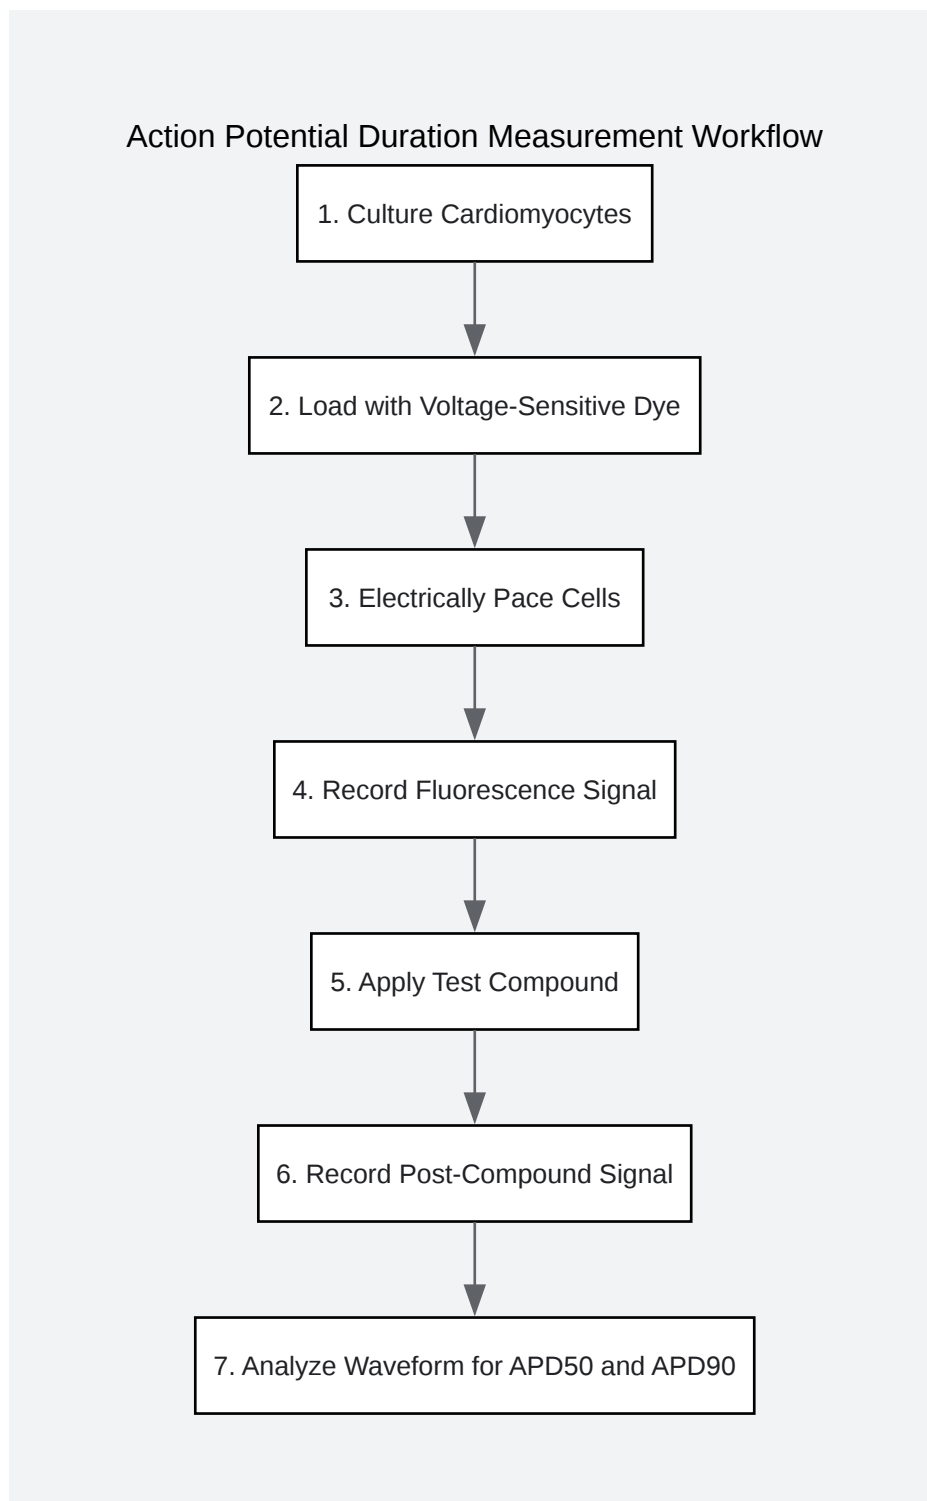 Action Potential Duration Measurement Workflow
1. Culture Cardiomyocytes
2. Load with Voltage-Sensitive Dye
3. Electrically Pace Cells
4. Record Fluorescence Signal
5. Apply Test Compound
6. Record Post-Compound Signal
7. Analyze Waveform for APD50 and APD90